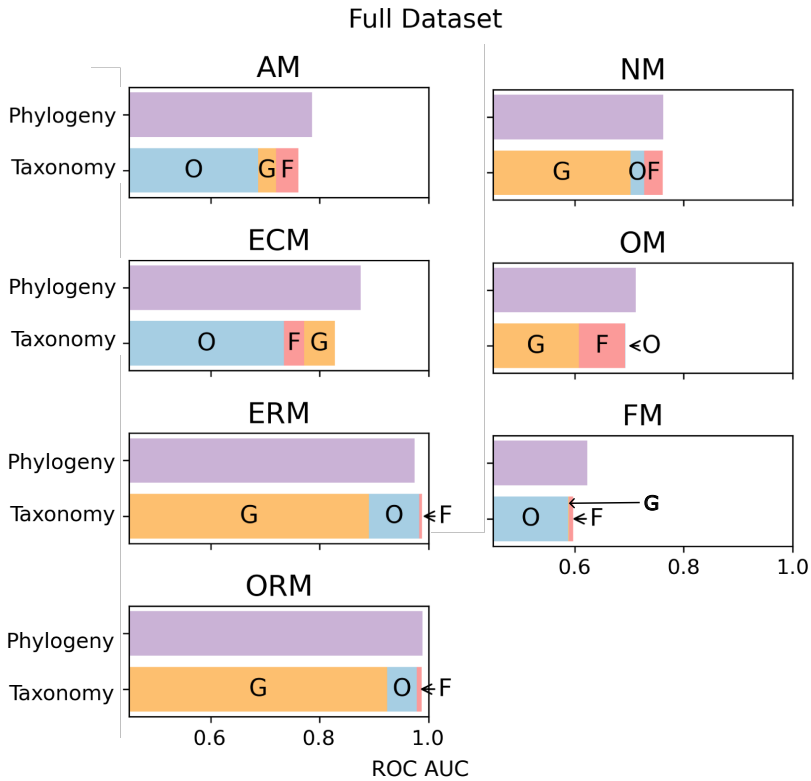 Full Dataset
AM
Phylogeny
Taxonomy
O G F
NM
G O F
ECM
Phylogeny
Taxonomy
O F G
OM
G F O
ERM
Phylogeny
Taxonomy
G O F
FM
G
O F
0.6 0.8 1.0
ORM
Phylogeny
Taxonomy
G O F
0.6 0.8 1.0
ROC AUC